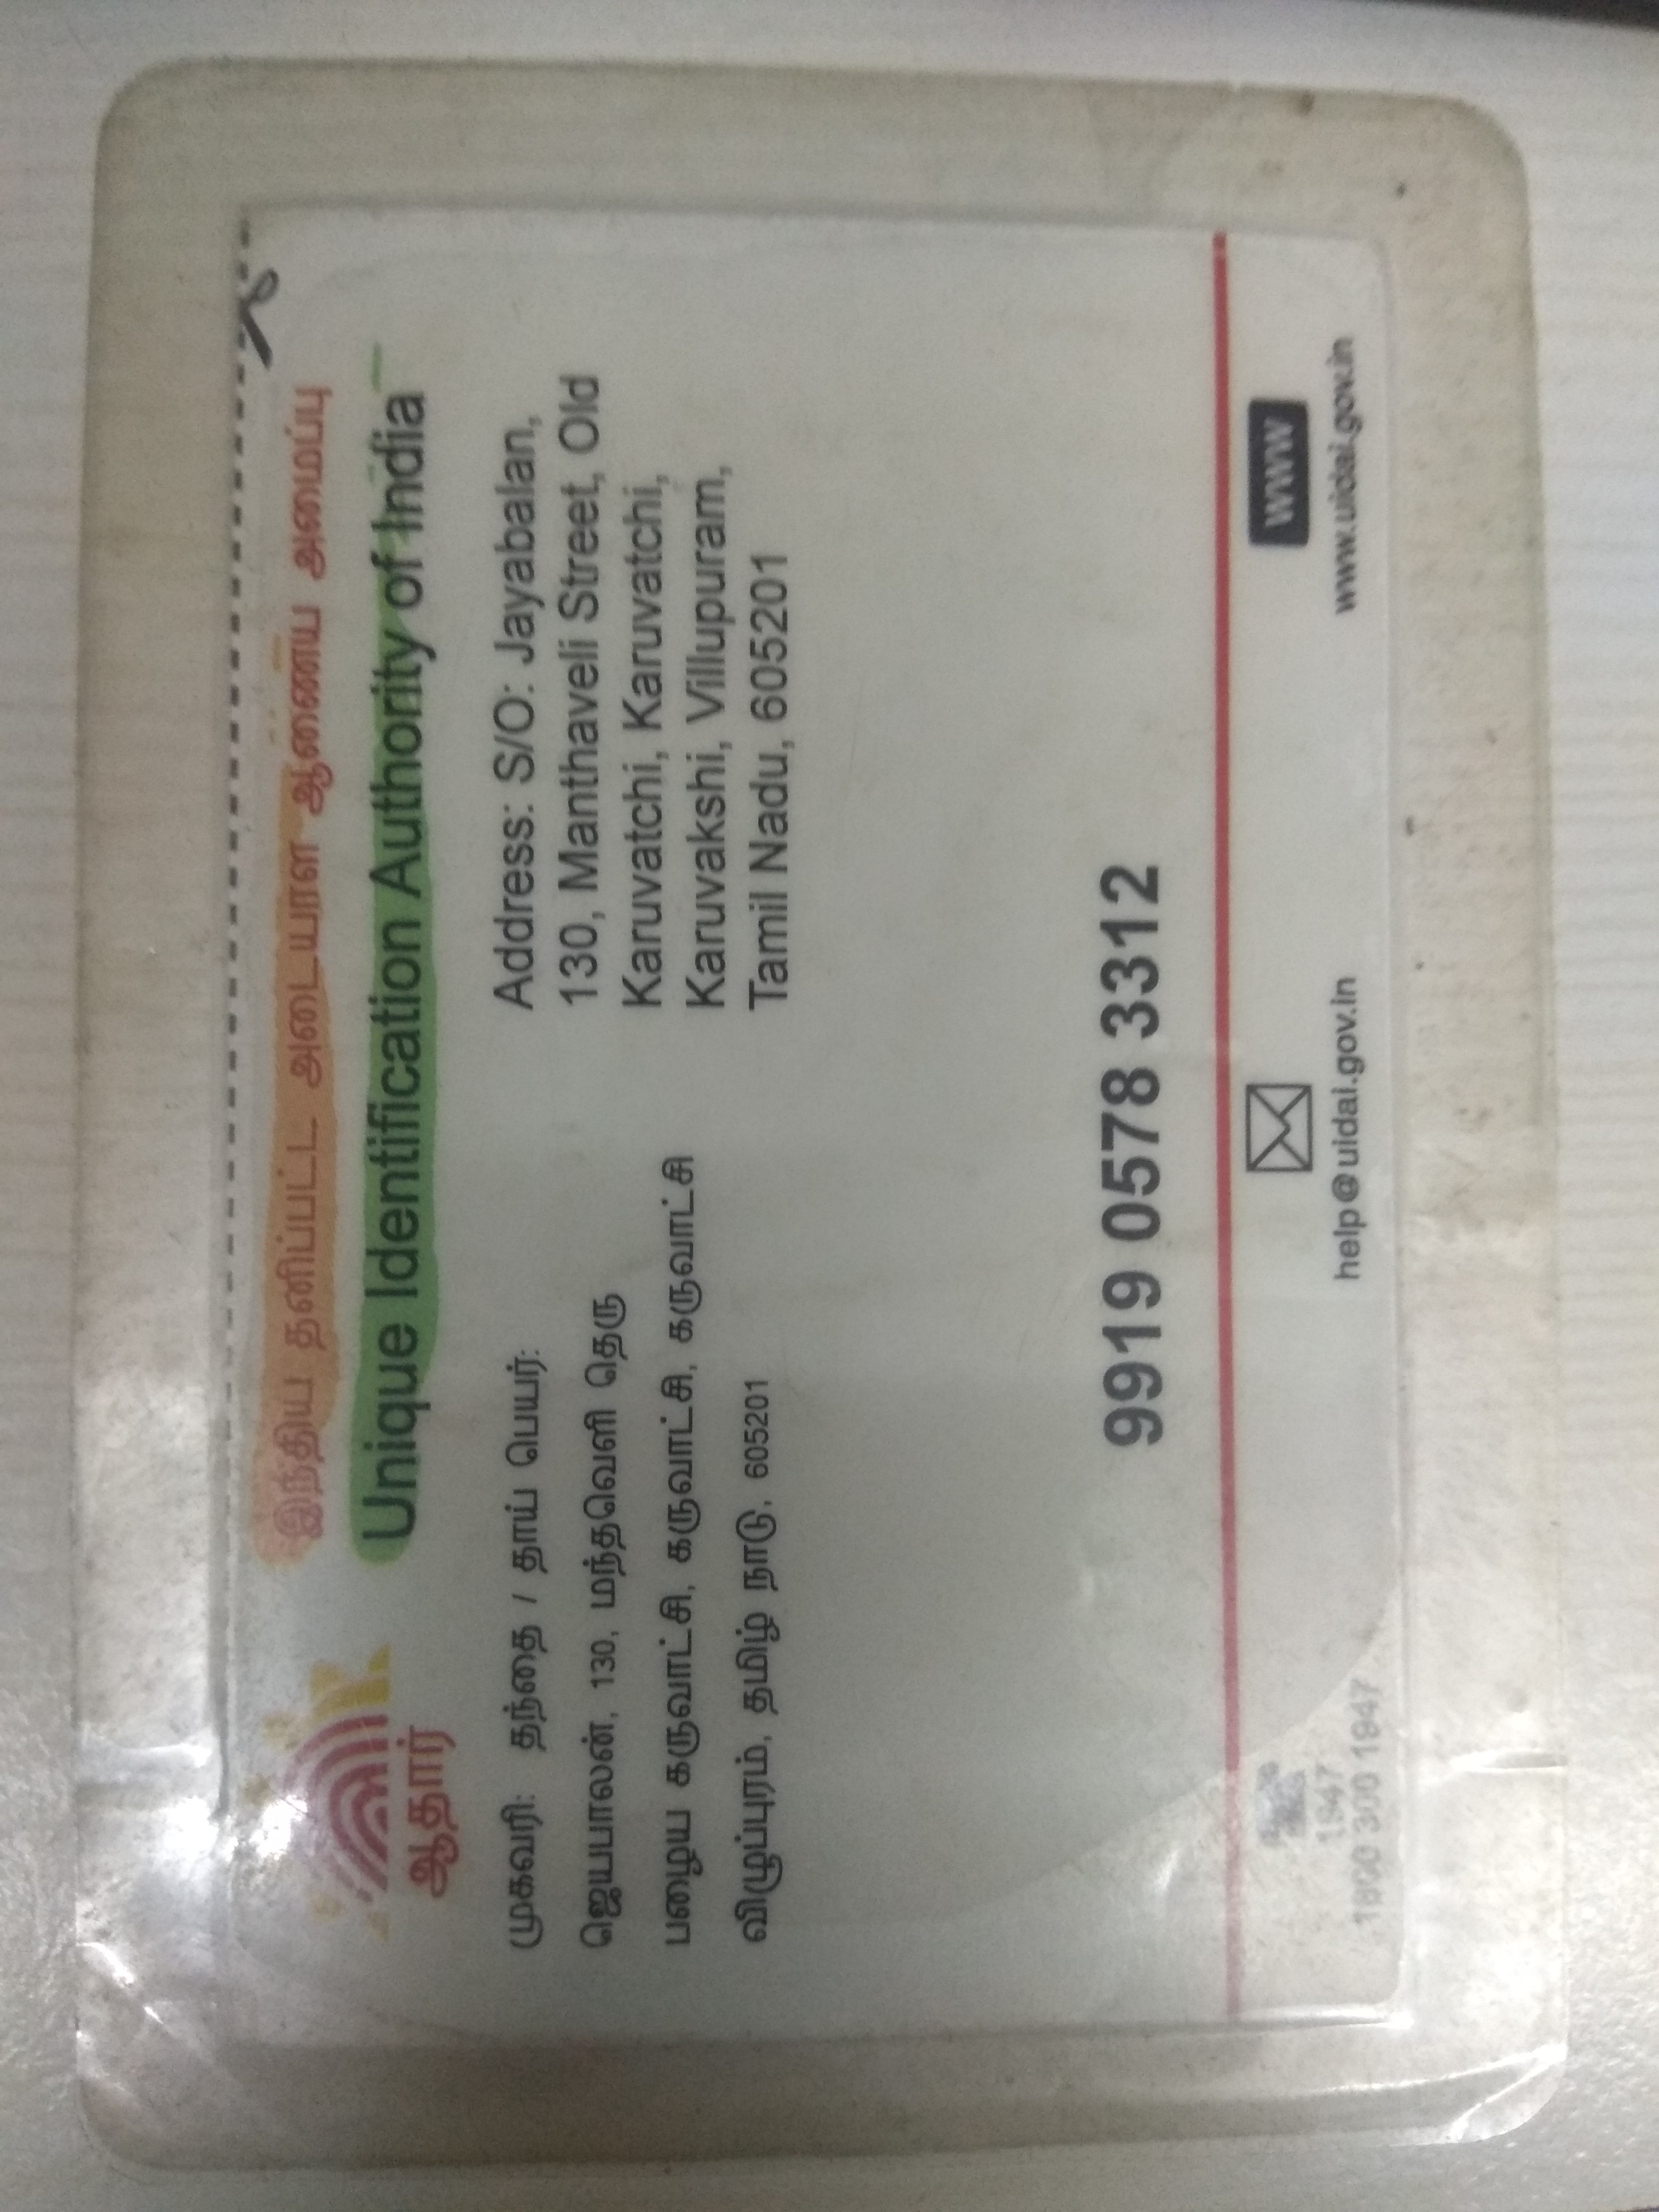 இந்திய தனிப்பட்ட அடையாள ஆணைய அமைப்பு
Unique Identification Authority of India
ஆதார்
முகவரி: தந்தை / தாய் பெயர்:
ஜெயபாலன், 130, மந்தவெளி தெரு
பழைய கருவாட்சி, கருவாட்சி, கருவாட்சி
விழுப்புரம், தமிழ் நாடு, 605201
Address: S/O: Jayabalan,
130, Manthaveli Street, Old
Karuvatchi, Karuvatchi,
Karuvakshi, Villupuram,
Tamil Nadu, 605201
9919 0578 3312
1947
1800 300 1947
help@uidai.gov.in
WWW
www.uidai.gov.in